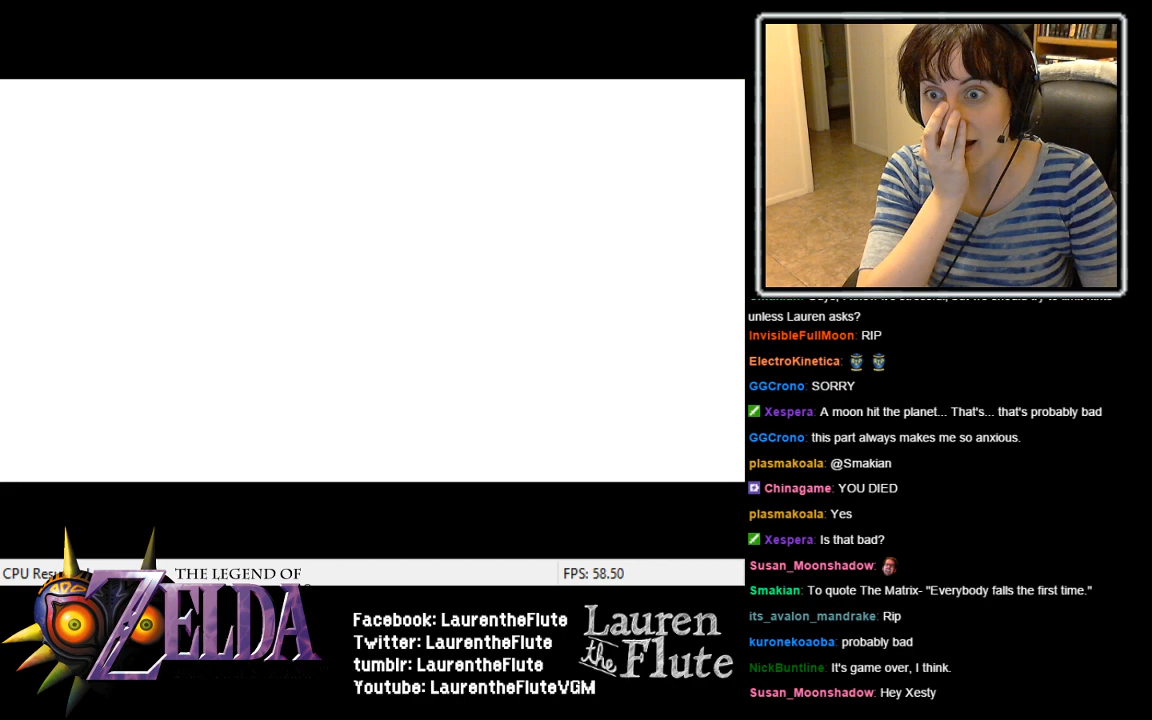 unless Lauren asks?
InvisibleFullMoon: RIP
ElectroKinetica:
GGCrono: SORRY
Xespera: A moon hit the planet... That's... that's probably bad
GGCrono: this part always makes me so anxious.
plasmakoala: @Smakian
Chinagame: YOU DIED
plasmakoala: Yes
Xespera: Is that bad?
Susan_Moonshadow:
Smakian: To quote The Matrix- "Everybody falls the first time."
its_avalon_mandrake: Rip
kuronekoaoba: probably bad
NickBuntline: It's game over, I think.
Susan_Moonshadow: Hey Xesty
CPU
FPS: 58.50
THE LEGEND OF
ZELDA
Facebook: LaurentheFlute
Twitter: LaurentheFlute
tumblr: LaurentheFlute
Youtube: LaurentheFluteVGM
Lauren
the Flute